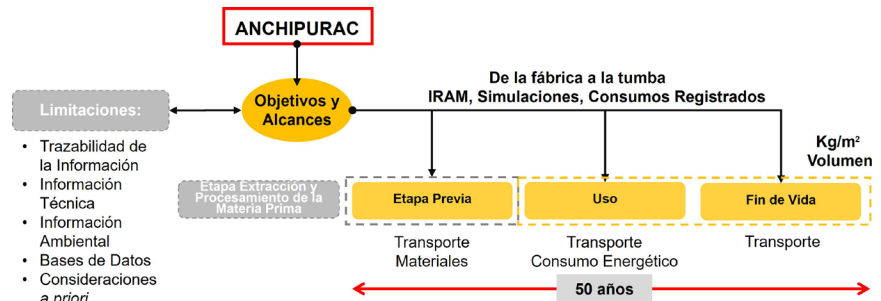 ANCHIPURAC
De la fábrica a la tumba
IRAM, Simulaciones, Consumos Registrados
Objetivos y
Alcances
Limitaciones:
• Trazabilidad de
la Información
• Información
Técnica
• Información
Ambiental
• Bases de Datos
• Consideraciones
a priori
Kg/m²
Volumen
Etapa Extracción y
Procesamiento de la
Materia Prima
Etapa Previa
Uso
Fin de Vida
Transporte
Materiales
Transporte
Consumo Energético
Transporte
50 años